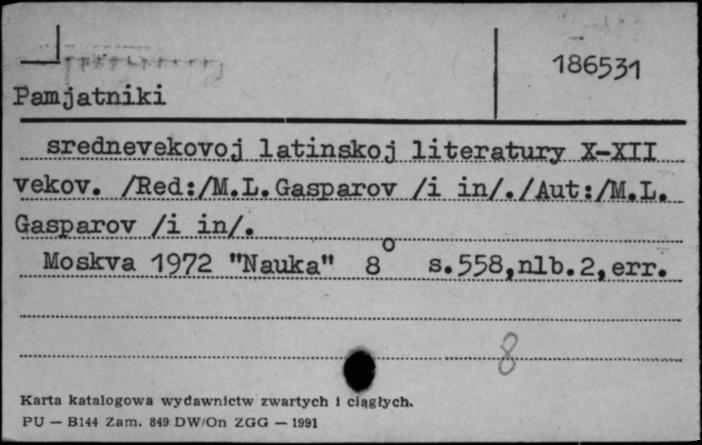 186531
Pamjatniki
srednevekovoj latinskoj literatury X-XII
vekov. /Red:/M.L.Gasparov /i in/./Aut:/M.L.
Gasparov /i in/.
Moskva 1972 "Nauka" 8° s.558,nlb.2,err.
8
Karta katalogowa wydawnictw zwartych i ciągłych.
PU — B144 Zam. 849 DW/On ZGG — 1991